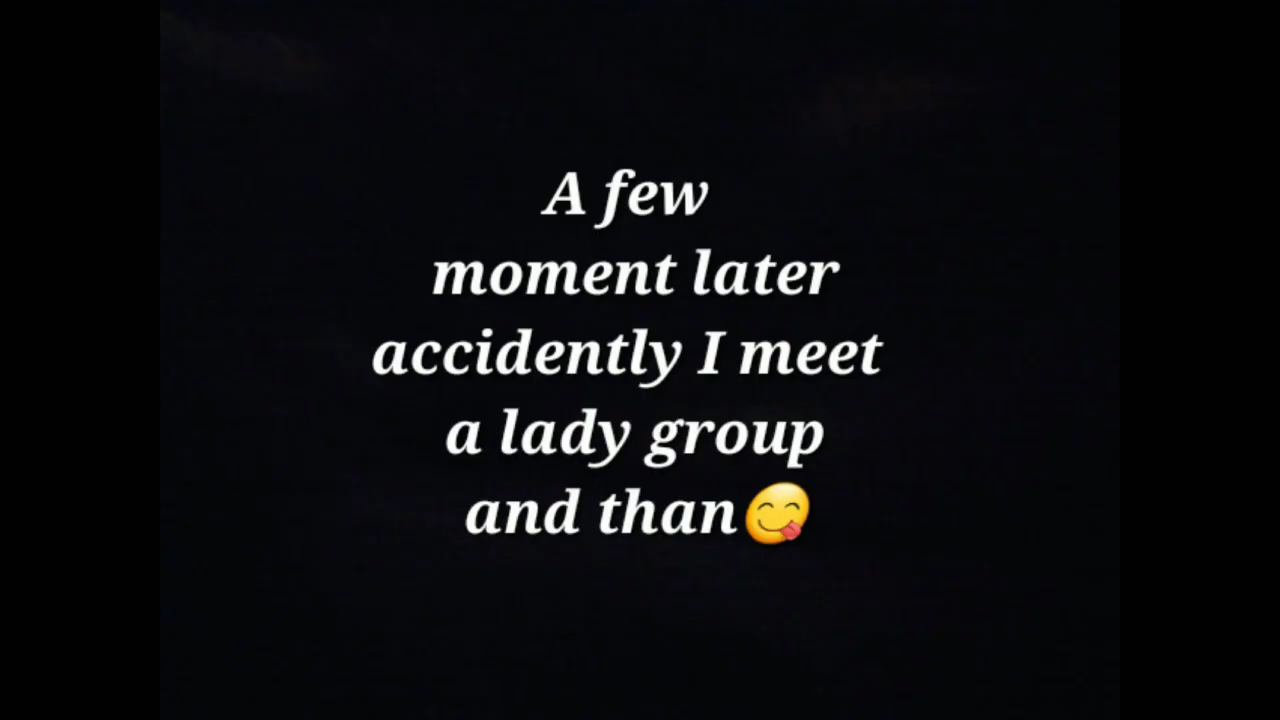 A few
moment later
accidently I meet
a lady group
and than😋